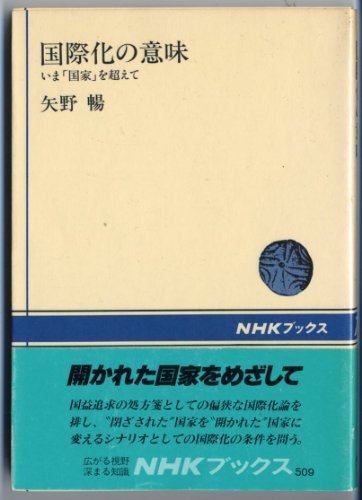 国際化の意味
いま「国家」を超えて
矢野 暢
NHKブックス
開かれた国家をめざして
国益追求の処方箋としての偏狭な国際化論を
排し、〝閉ざされた〟国家を〝開かれた〟国家に
変えるシナリオとしての国際化の条件を問う。
広がる視野
深まる知識
NHKブックス 509